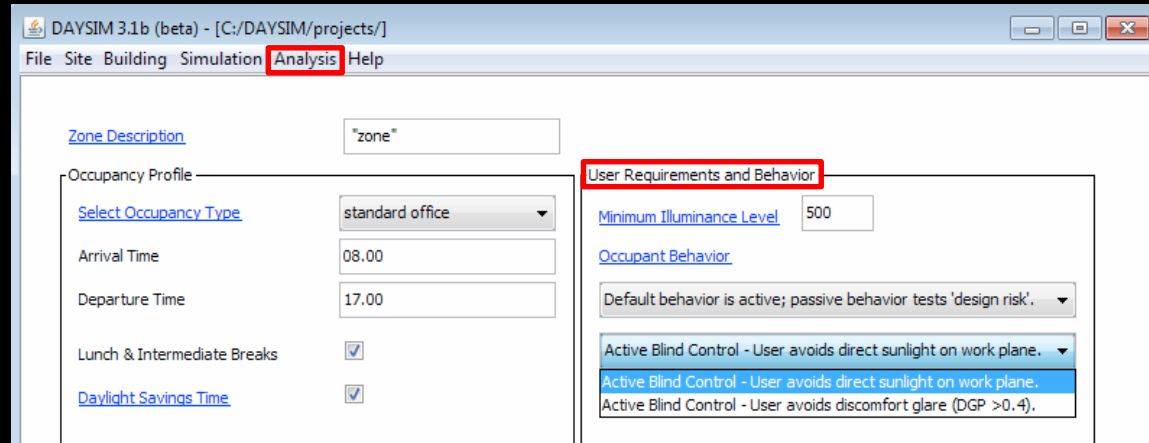 DAYSIM 3.1b (beta) - [C:/DAYSIM/projects/]
File Site Building Simulation Analysis Help
Zone Description "zone"
Occupancy Profile
Select Occupancy Type standard office
Arrival Time 08.00
Departure Time 17.00
Lunch & Intermediate Breaks
Daylight Savings Time
User Requirements and Behavior
Minimum Illuminance Level 500
Occupant Behavior
Default behavior is active; passive behavior tests 'design risk'.
Active Blind Control - User avoids direct sunlight on work plane.
Active Blind Control - User avoids direct sunlight on work plane.
Active Blind Control - User avoids discomfort glare (DGP >0.4).